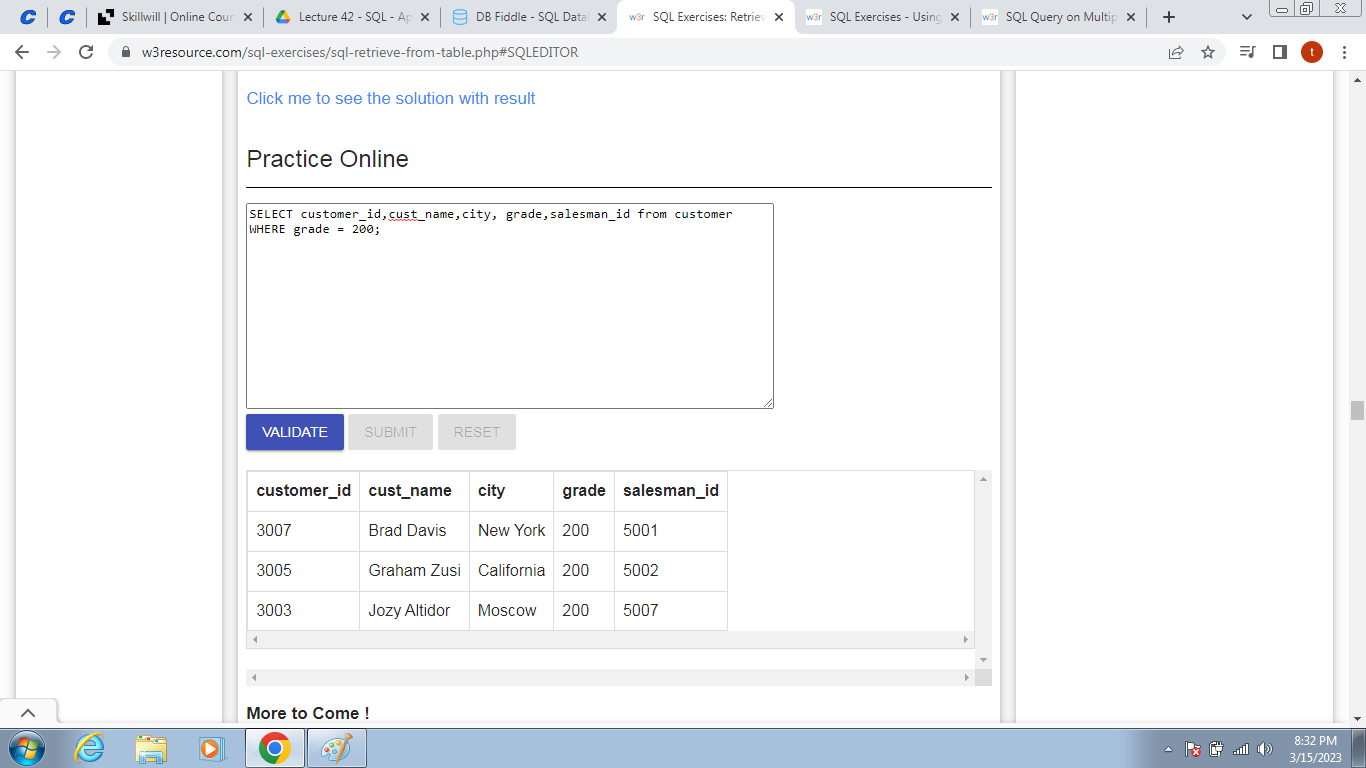 Skillwill | Online Cour
Lecture 42 - SQL - Ap
DB Fiddle - SQL Datal
w3r SQL Exercises: Retriev
w3r SQL Exercises - Using
w3r SQL Query on Multip
w3resource.com/sql-exercises/sql-retrieve-from-table.php#SQLEDITOR
t
Click me to see the solution with result
Practice Online
SELECT customer_id,cust_name,city, grade,salesman_id from customer
WHERE grade = 200;
VALIDATE SUBMIT RESET
customer_id cust_name city grade salesman_id
3007 Brad Davis New York 200 5001
3005 Graham Zusi California 200 5002
3003 Jozy Altidor Moscow 200 5007
More to Come !
8:32 PM
3/15/2023